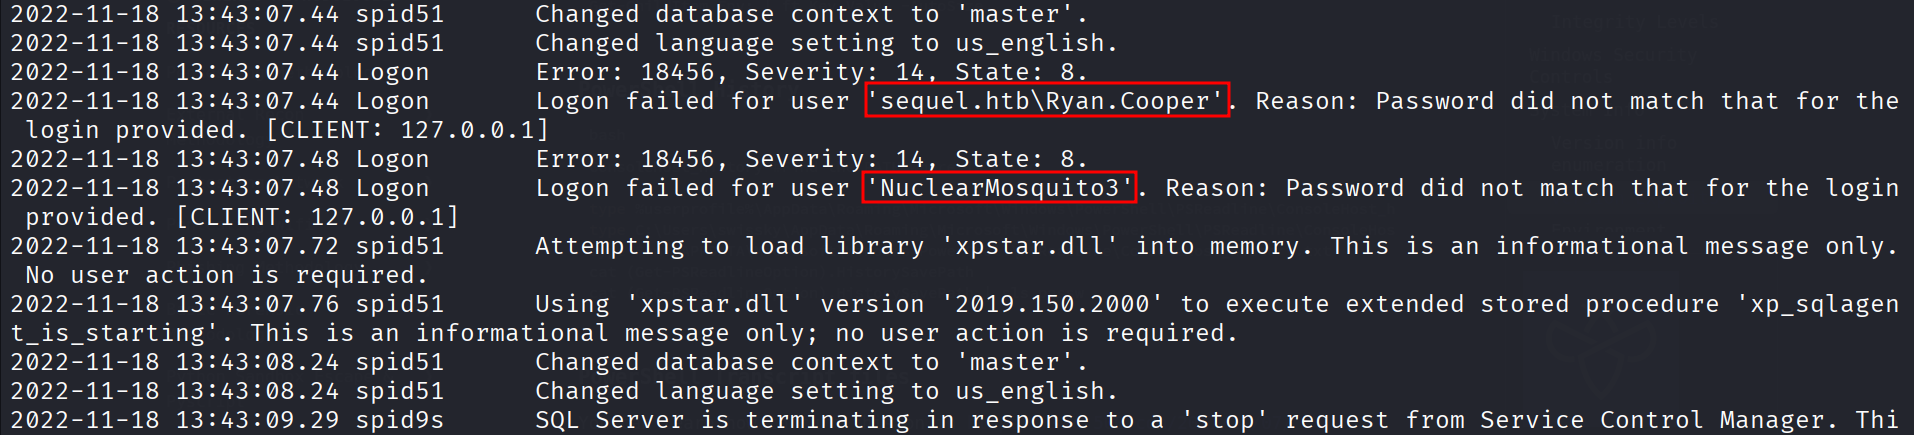 2022-11-18 13:43:07.44 spid51      Changed database context to 'master'.
2022-11-18 13:43:07.44 spid51      Changed language setting to us_english.
2022-11-18 13:43:07.44 Logon       Error: 18456, Severity: 14, State: 8.
2022-11-18 13:43:07.44 Logon       Logon failed for user 'sequel.htb\Ryan.Cooper'. Reason: Password did not match that for the
 login provided. [CLIENT: 127.0.0.1]
2022-11-18 13:43:07.48 Logon       Error: 18456, Severity: 14, State: 8.
2022-11-18 13:43:07.48 Logon       Logon failed for user 'NuclearMosquito3'. Reason: Password did not match that for the login
 provided. [CLIENT: 127.0.0.1]
2022-11-18 13:43:07.72 spid51      Attempting to load library 'xpstar.dll' into memory. This is an informational message only.
 No user action is required.
2022-11-18 13:43:07.76 spid51      Using 'xpstar.dll' version '2019.150.2000' to execute extended stored procedure 'xp_sqlagen
t_is_starting'. This is an informational message only; no user action is required.
2022-11-18 13:43:08.24 spid51      Changed database context to 'master'.
2022-11-18 13:43:08.24 spid51      Changed language setting to us_english.
2022-11-18 13:43:09.29 spid9s      SQL Server is terminating in response to a 'stop' request from Service Control Manager. Thi